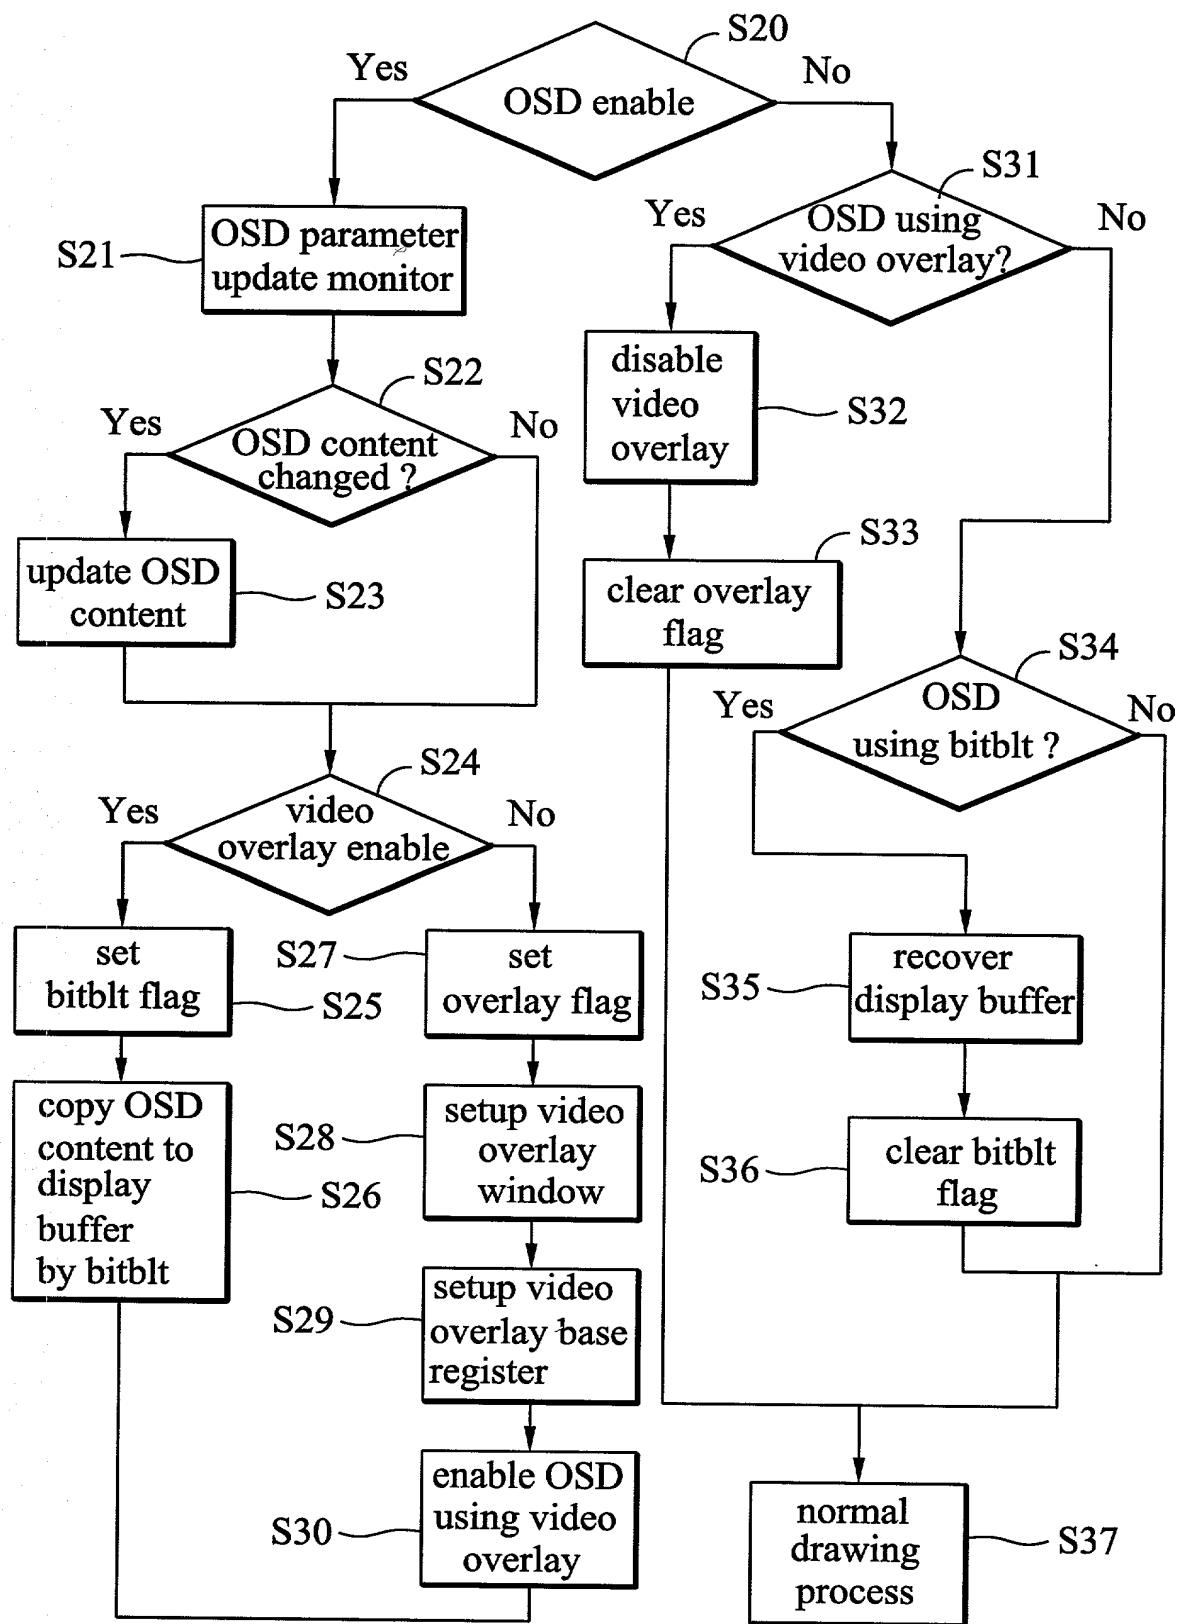 S20
Yes
No
OSD enable
S31
S21
OSD parameter
update monitor
Yes
OSD using
video overlay?
No
S22
Yes
OSD content
changed ?
No
disable
video
overlay
S32
update OSD
content
S23
S33
clear overlay
flag
S34
Yes
OSD
using bitblt ?
No
S24
Yes
video
overlay enable
No
set
bitblt flag
S25
S27
set
overlay flag
S35
recover
display buffer
copy OSD
content to
display
buffer
by bitblt
S26
S28
setup video
overlay
window
S36
clear bitblt
flag
S29
setup video
overlay base
register
S30
enable OSD
using video
overlay
normal
drawing
process
S37